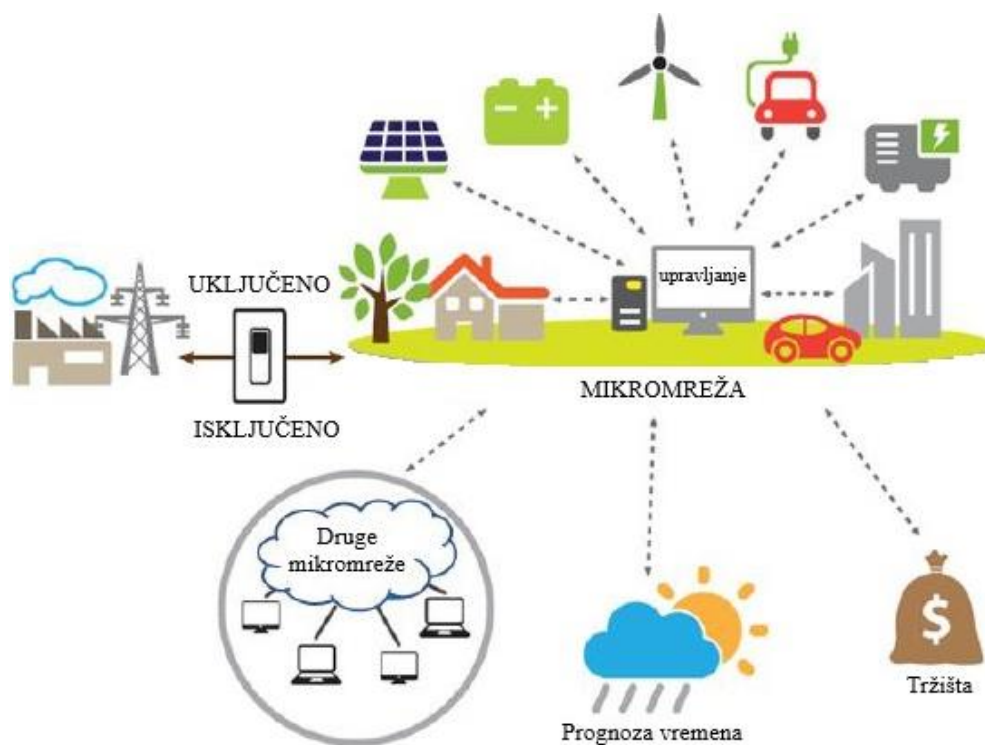 upravljanje
UKLJUČENO
ISKLJUČENO
MIKROMREŽA
Druge
mikromreže
$
Prognoza vremena
Tržišta